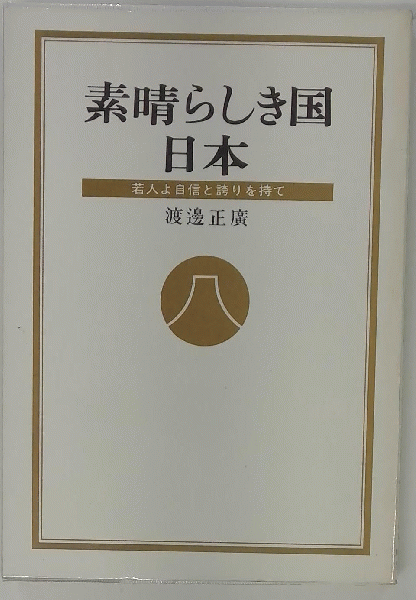 素晴らしき国
日本
若人よ自信と誇りを持て
渡邊正廣